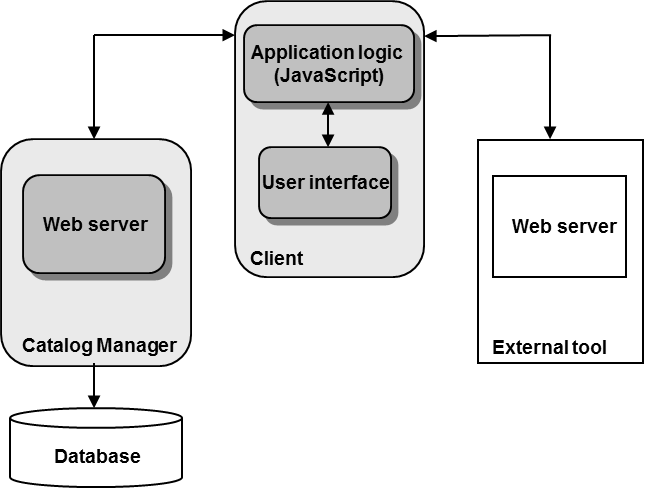 Application logic
(JavaScript)
User interface
Client
Web server
Catalog Manager
Database
Web server
External tool